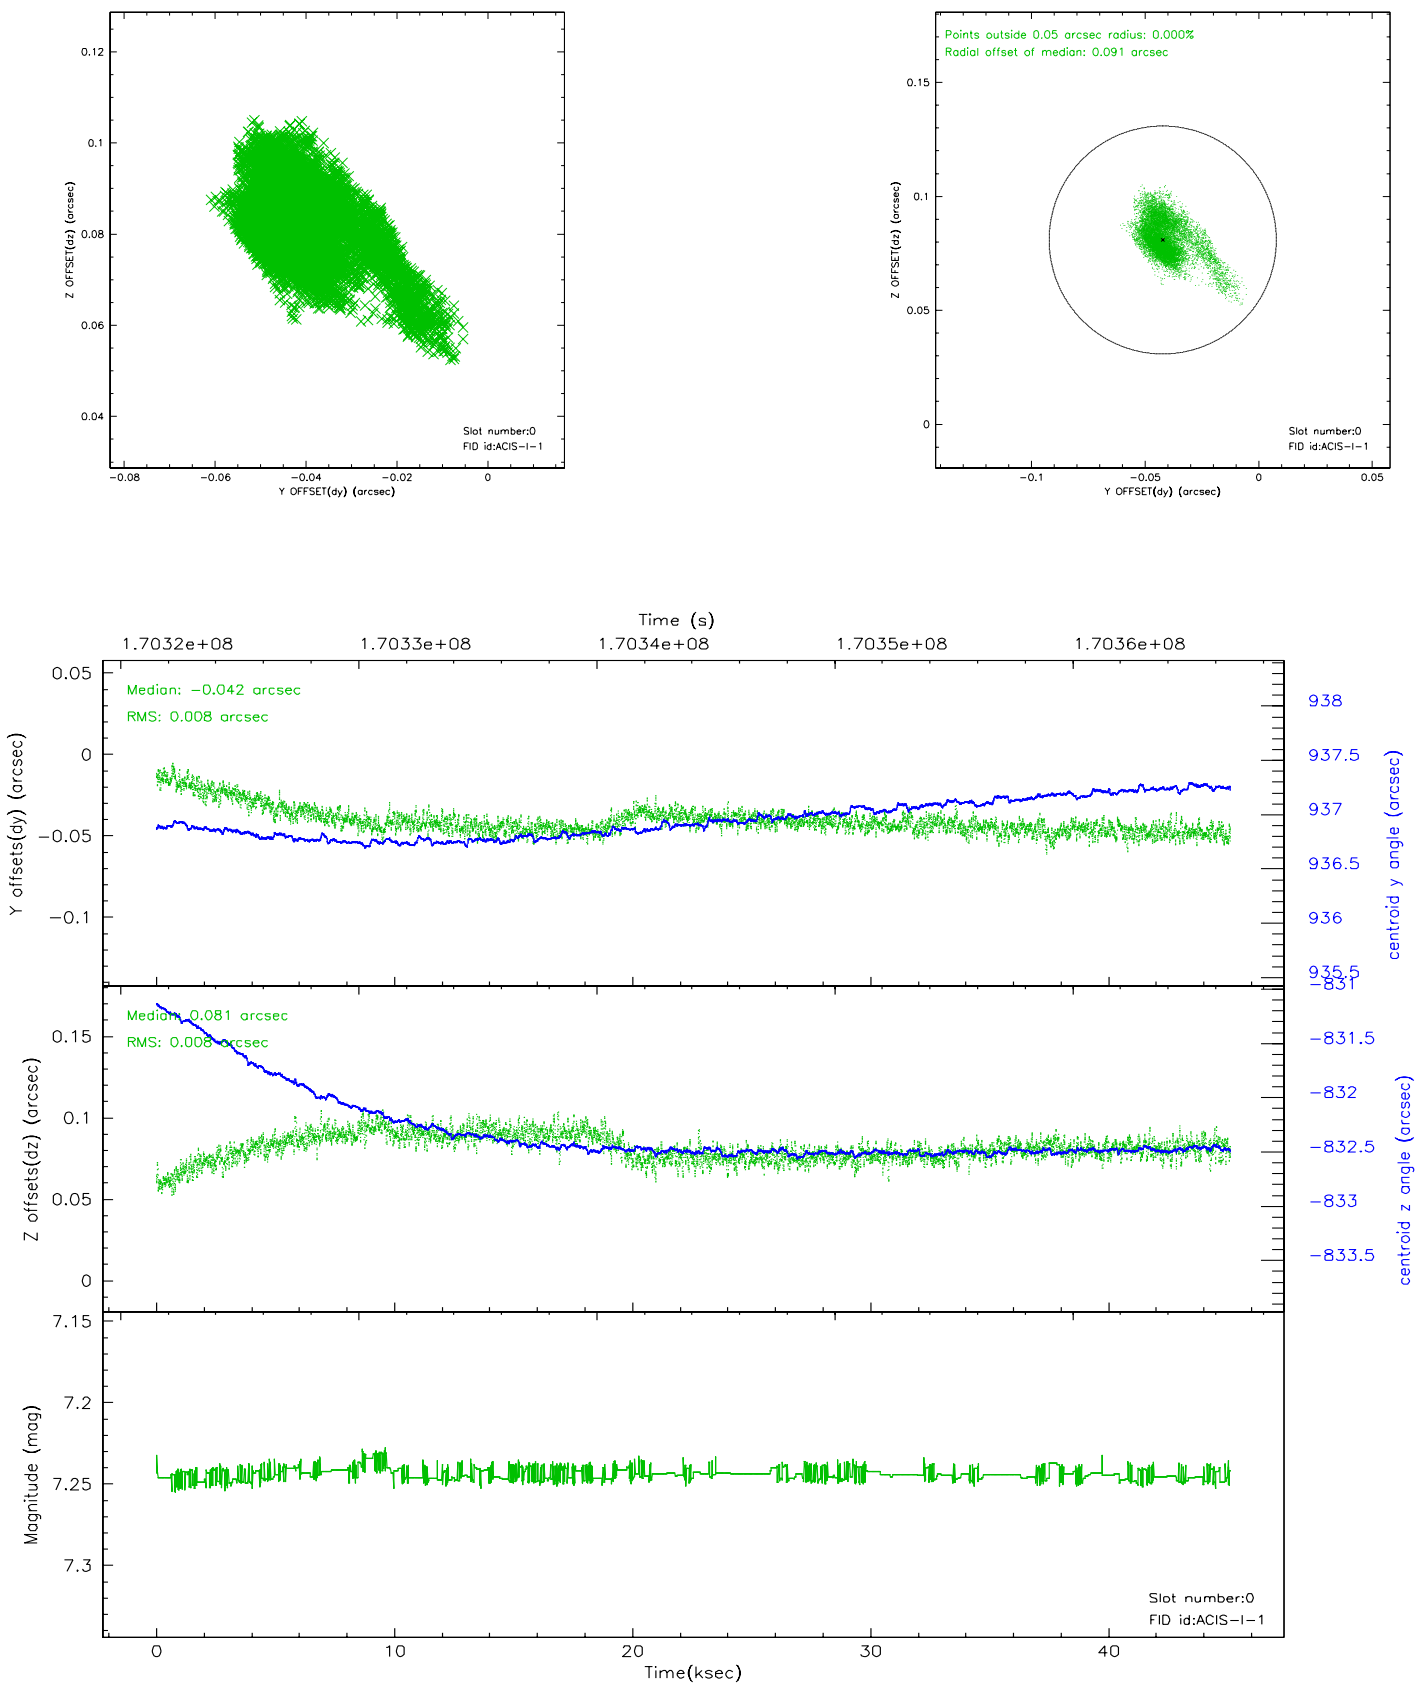 0.12
0.1
0.08
0.06
0.04
Z OFFSET(dz) (arcsec)
Slot number:0
FID id:ACIS-I-1
-0.08 -0.06 -0.04 -0.02 0
Y OFFSET(dy) (arcsec)
Points outside 0.05 arcsec radius: 0.000%
Radial offset of median: 0.091 arcsec
0.15
0.1
0.05
0
Z OFFSET(dz) (arcsec)
Slot number:0
FID id:ACIS-I-1
-0.1 -0.05 0 0.05
Y OFFSET(dy) (arcsec)
Time (s)
1.7032e+08 1.7033e+08 1.7034e+08 1.7035e+08 1.7036e+08
Median: -0.042 arcsec
RMS: 0.008 arcsec
0.05
0
-0.05
-0.1
Y offsets(dy) (arcsec)
938
937.5
937
936.5
936
935.5
centroid y angle (arcsec)
Median: 0.081 arcsec
RMS: 0.008 arcsec
0.15
0.1
0.05
0
Z offsets(dz) (arcsec)
-831
-831.5
-832
-832.5
-833
-833.5
centroid z angle (arcsec)
7.15
7.2
7.25
7.3
Magnitude (mag)
Slot number:0
FID id:ACIS-I-1
0 10 20 30 40
Time(ksec)